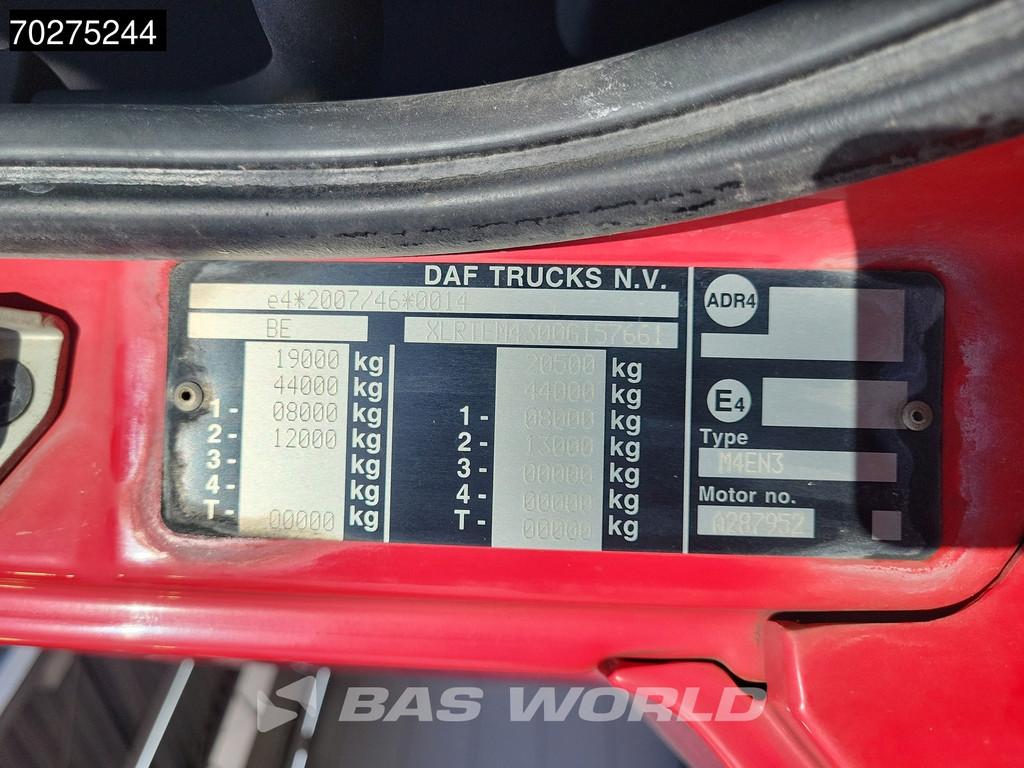 70275244
DAF TRUCKS N.V.
e4*2007/46*0014
BE XLRTEM4300G157661
19000 kg 20500 kg
44000 kg 44000 kg
1- 08000 kg 1- 08000 kg
2- 12000 kg 2- 13000 kg
3- kg 3- 00000 kg
4- kg 4- 00000 kg
T- 00000 kg T- 00000 kg
ADR4
E4
Type
M4EN3
Motor no.
0287952
BAS WORLD